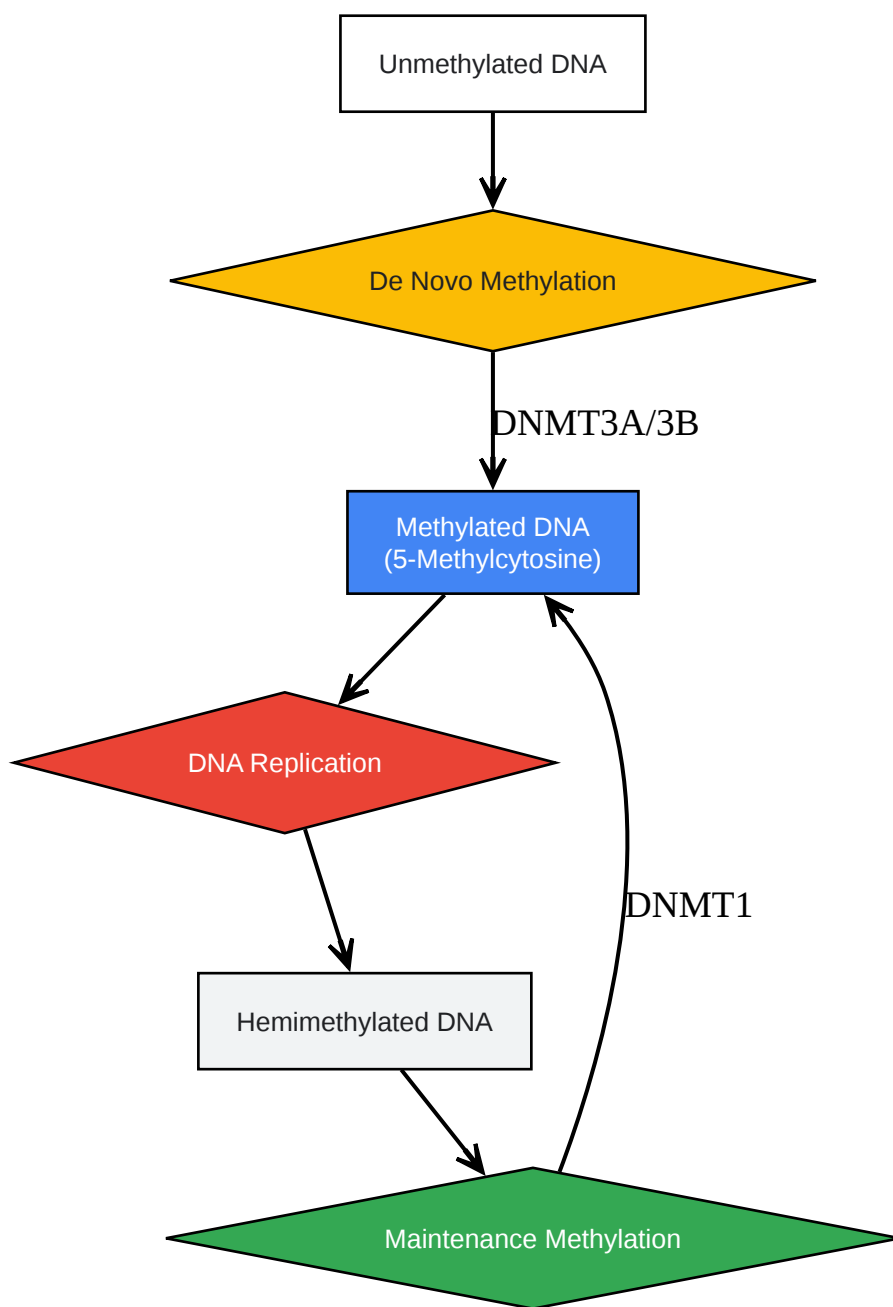 Unmethylated DNA
De Novo Methylation
DNMT3A/3B
Methylated DNA
(5-Methylcytosine)
DNA Replication
DNMT1
Hemimethylated DNA
Maintenance Methylation